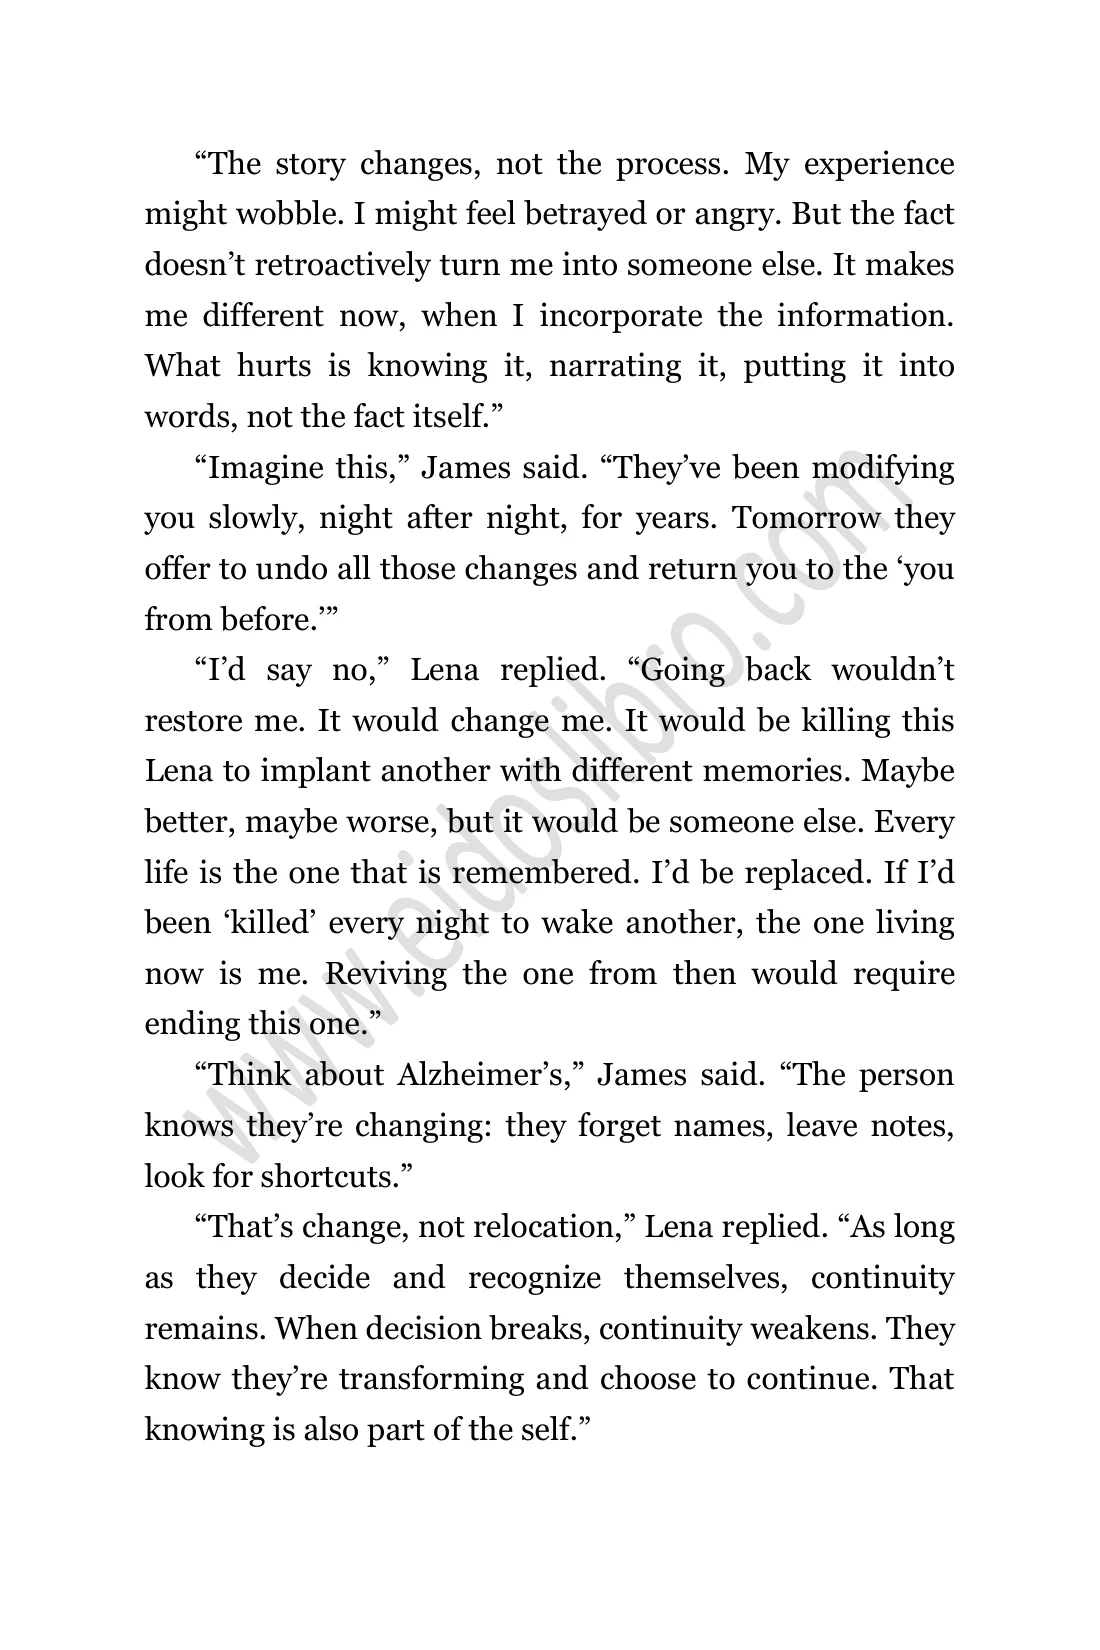 “The story changes, not the process. My experience
might wobble. I might feel betrayed or angry. But the fact
doesn’t retroactively turn me into someone else. It makes
me different now, when I incorporate the information.
What hurts is knowing it, narrating it, putting it into
words, not the fact itself.”
“Imagine this,” James said. “They’ve been modifying
you slowly, night after night, for years. Tomorrow they
offer to undo all those changes and return you to the ‘you
from before.’”
“I’d say no,” Lena replied. “Going back wouldn’t
restore me. It would change me. It would be killing this
Lena to implant another with different memories. Maybe
better, maybe worse, but it would be someone else. Every
life is the one that is remembered. I’d be replaced. If I’d
been ‘killed’ every night to wake another, the one living
now is me. Reviving the one from then would require
ending this one.”
“Think about Alzheimer’s,” James said. “The person
knows they’re changing: they forget names, leave notes,
look for shortcuts.”
“That’s change, not relocation,” Lena replied. “As long
as they decide and recognize themselves, continuity
remains. When decision breaks, continuity weakens. They
know they’re transforming and choose to continue. That
knowing is also part of the self.”
www.eidoslibro.com